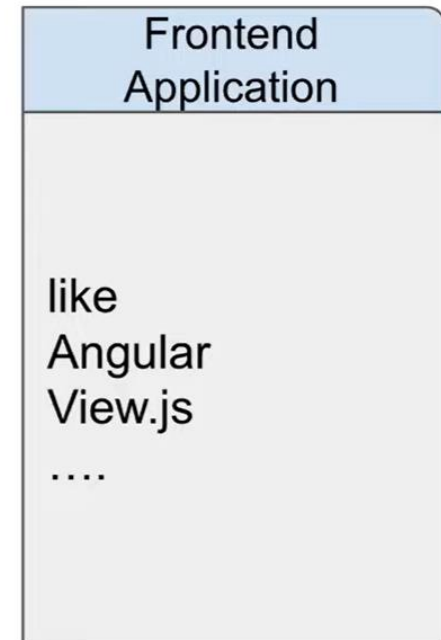 Frontend
Application
like
Angular
View.js
....